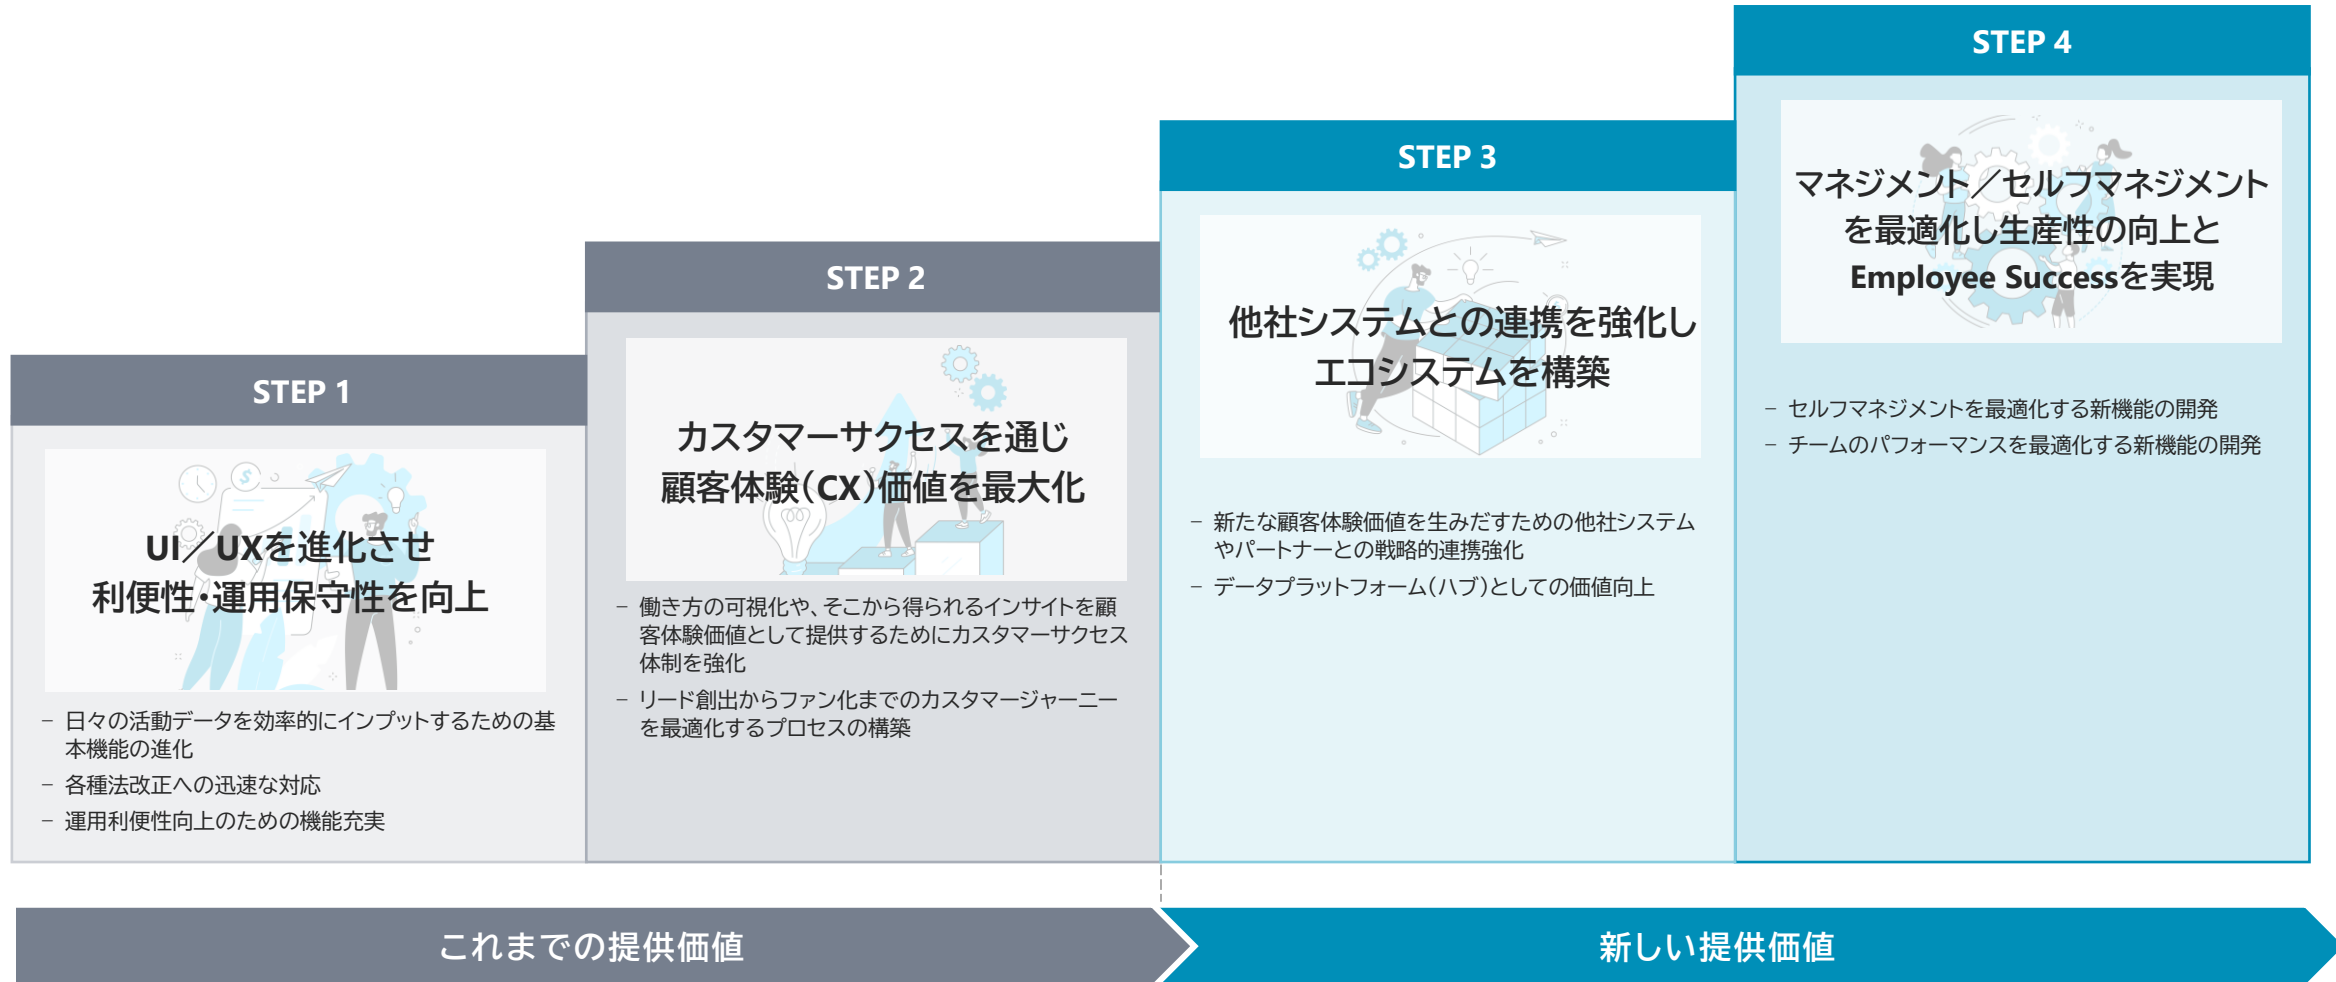 STEP 1
UI／UXを進化させ
利便性・運用保守性を向上
− 日々の活動データを効率的にインプットするための基
本機能の進化
− 各種法改正への迅速な対応
− 運用利便性向上のための機能充実
STEP 2
カスタマーサクセスを通じ
顧客体験（CX）価値を最大化
− 働き方の可視化や、そこから得られるインサイトを顧
客体験価値として提供するためにカスタマーサクセス
体制を強化
− リード創出からファン化までのカスタマージャーニー
を最適化するプロセスの構築
STEP 3
他社システムとの連携を強化し
エコシステムを構築
− 新たな顧客体験価値を生みだすための他社システム
やパートナーとの戦略的連携強化
− データプラットフォーム（ハブ）としての価値向上
STEP 4
マネジメント／セルフマネジメント
を最適化し生産性の向上と
Employee Successを実現
− セルフマネジメントを最適化する新機能の開発
− チームのパフォーマンスを最適化する新機能の開発
これまでの提供価値
新しい提供価値